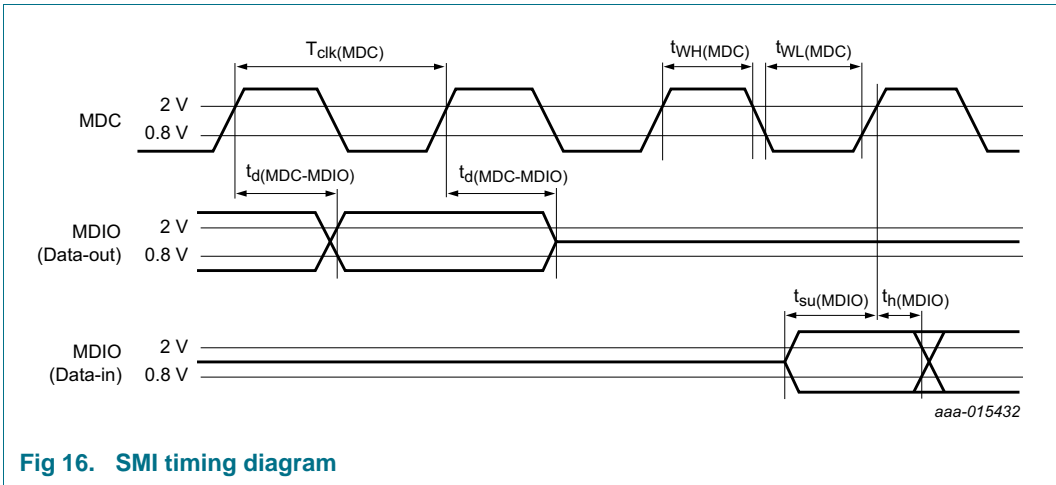 Tclk(MDC) tWH(MDC) tWL(MDC)
2 V
MDC
0.8 V
td(MDC-MDIO) td(MDC-MDIO)
2 V
MDIO
(Data-out) 0.8 V
tsu(MDIO) th(MDIO)
2 V
MDIO
(Data-in) 0.8 V
aaa-015432
Fig 16. SMI timing diagram